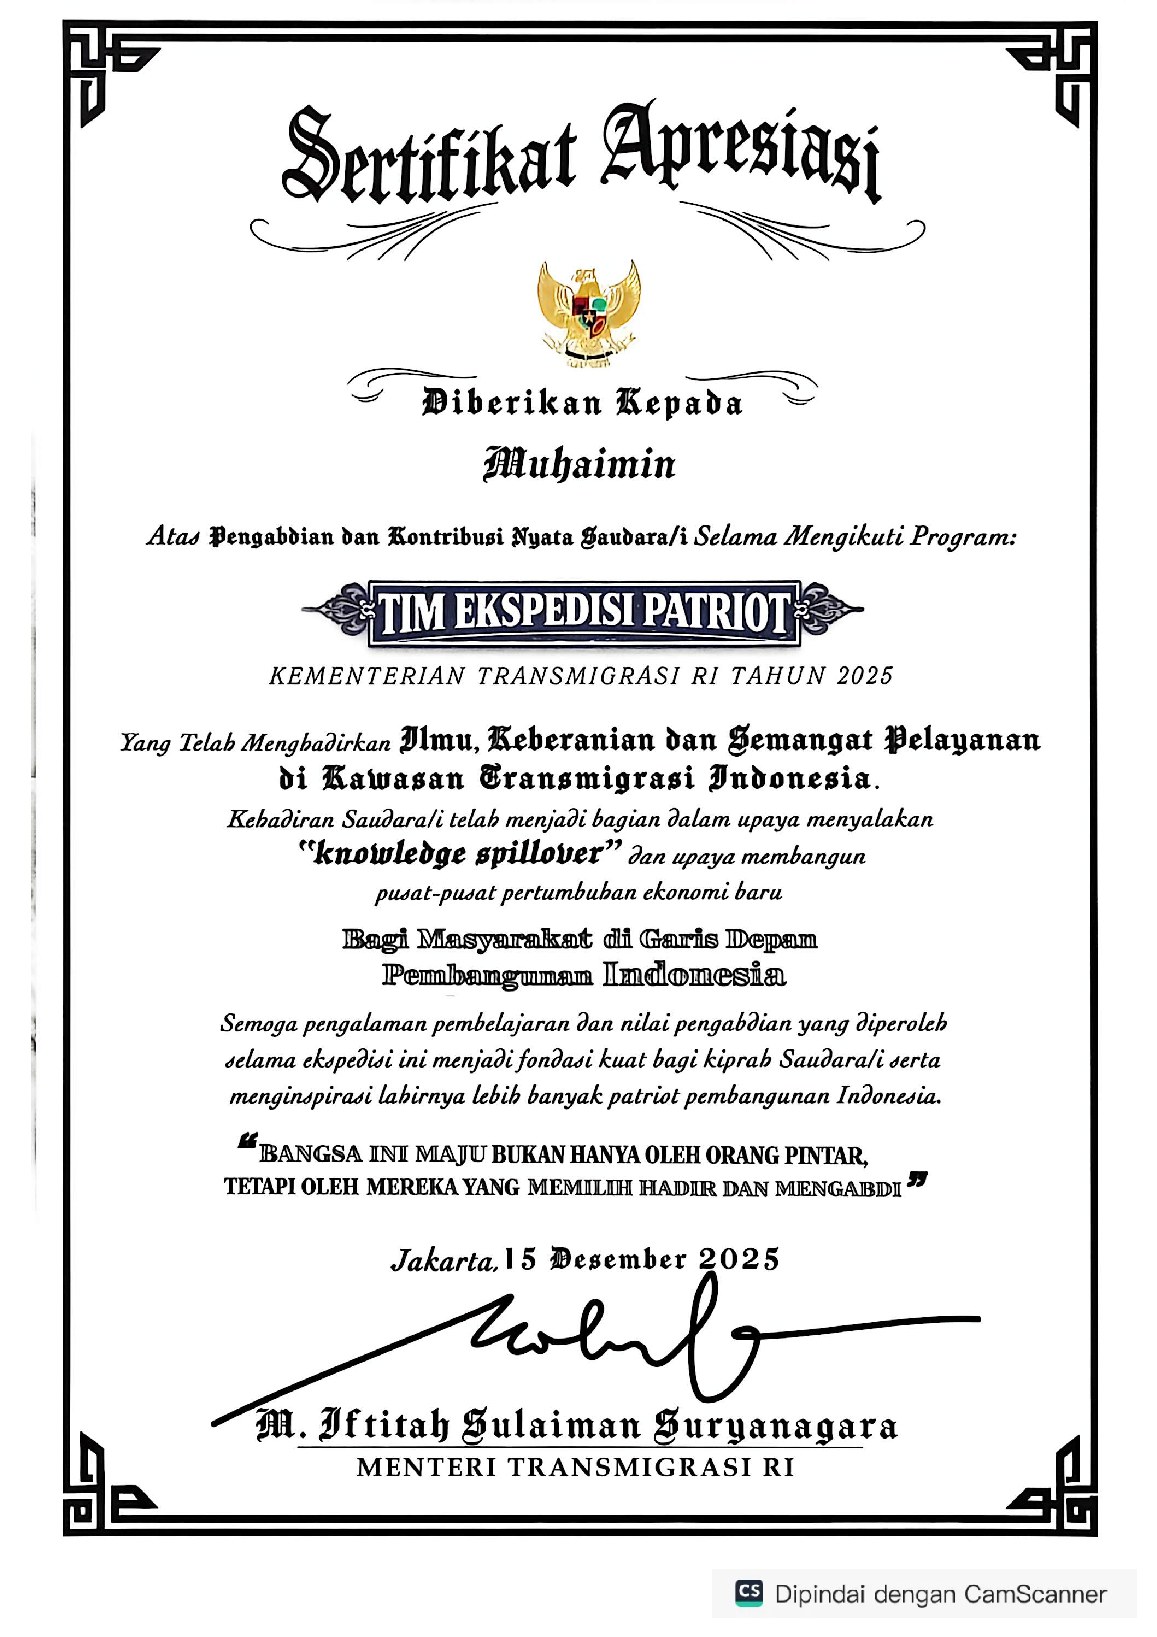 Sertifikat Apresiasi
Diberikan Kepada
Muhaimin
Atas Pengabdian dan Kontribusi Nyata Saudara/i Selama Mengikuti Program:
TIM EKSPEDISI PATRIOT
KEMENTERIAN TRANSMIGRASI RI TAHUN 2025
Yang Telah Menghadirkan Ilmu, Keberanian dan Semangat Pelayanan
di Kawasan Transmigrasi Indonesia.
Kehadiran Saudara/i telah menjadi bagian dalam upaya menyalakan
"knowledge spillover" dan upaya membangun
pusat-pusat pertumbuhan ekonomi baru
Bagi Masyarakat di Garis Depan
Pembangunan Indonesia
Semoga pengalaman pembelajaran dan nilai pengabdian yang diperoleh
selama ekspedisi ini menjadi fondasi kuat bagi kiprah Saudara/i serta
menginspirasi lahirnya lebih banyak patriot pembangunan Indonesia.
"BANGSA INI MAJU BUKAN HANYA OLEH ORANG PINTAR,
TETAPI OLEH MEREKA YANG MEMILIH HADIR DAN MENGABDI"
Jakarta, 15 Desember 2025
M. Iftitah Sulaiman Suryanagara
MENTERI TRANSMIGRASI RI
CS Dipindai dengan CamScanner